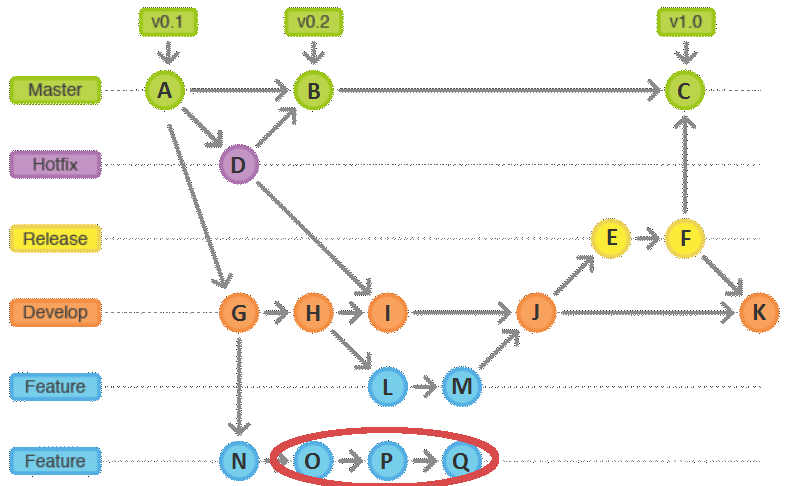 v0.1 v0.2 v1.0
Master A B C
Hotfix D
Release E F
Develop G H I J K
Feature L M
Feature N O P Q